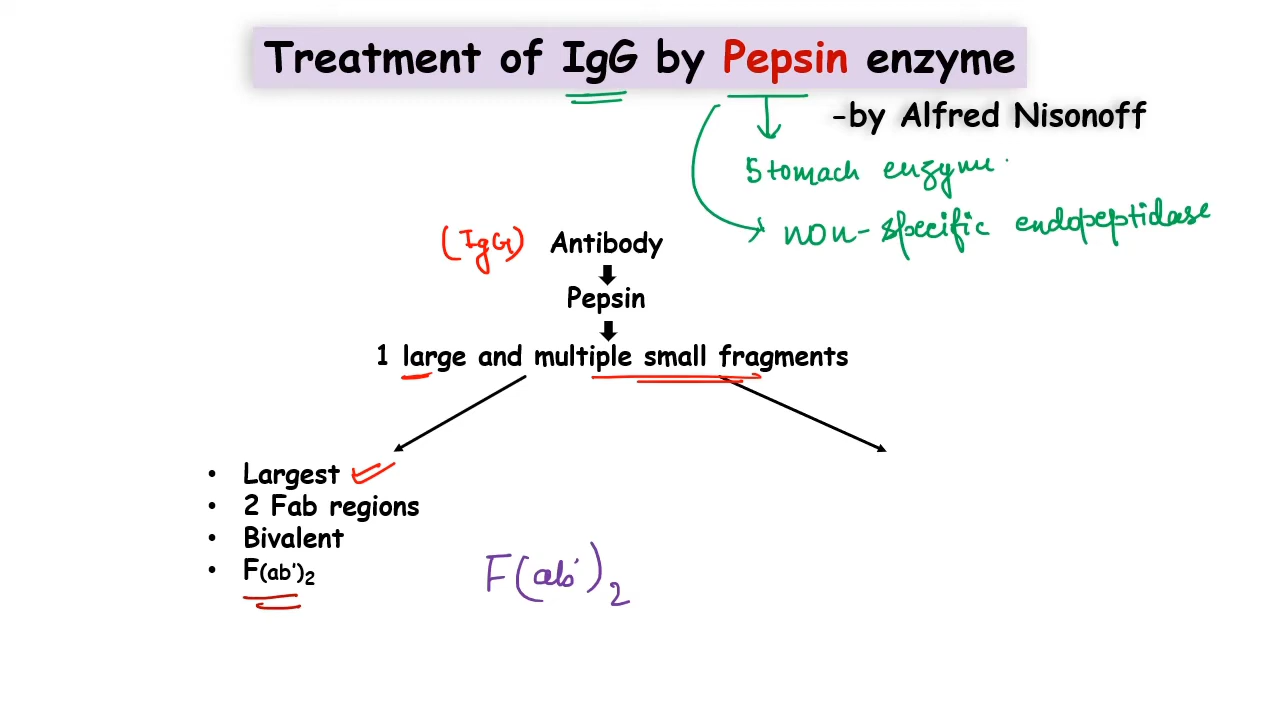 Treatment of IgG by Pepsin enzyme
-by Alfred Nisonoff
Stomach enzyme
non-specific endopeptidase
(IgG) Antibody
Pepsin
1 large and multiple small fragments
• Largest
• 2 Fab regions
• Bivalent
• F(ab')2
F(ab')2